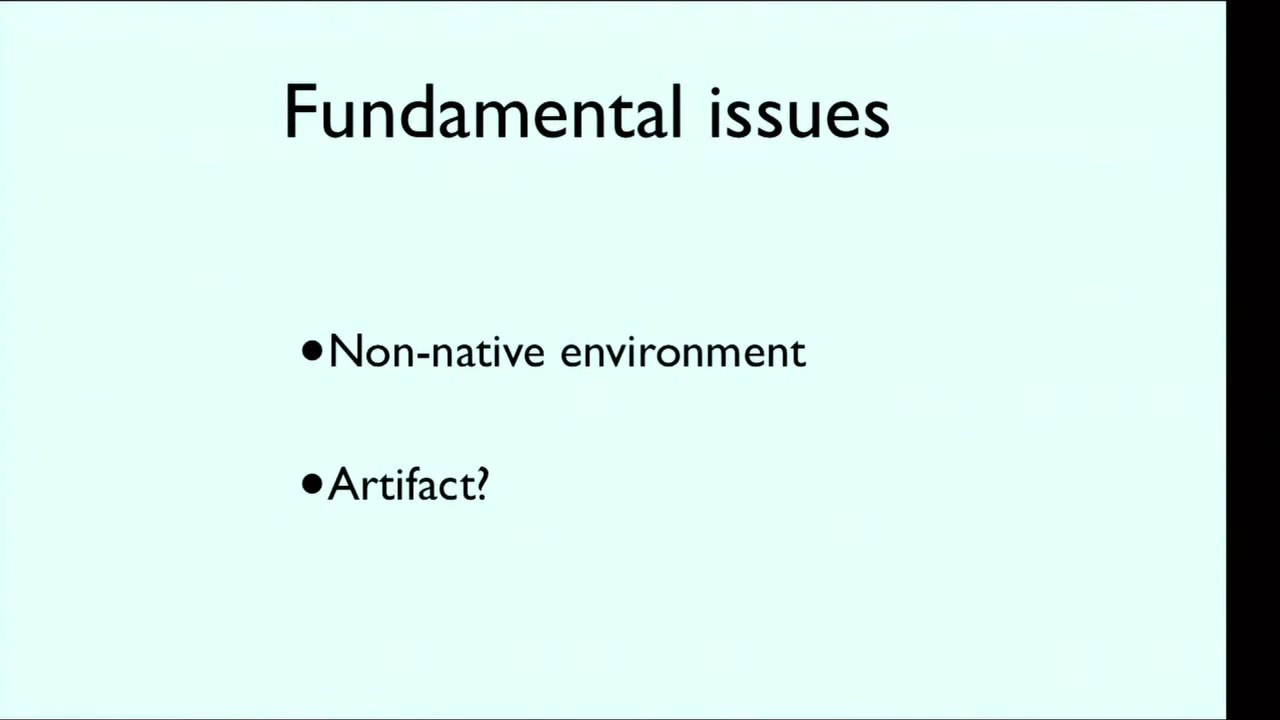 Fundamental issues
•Non-native environment
•Artifact?